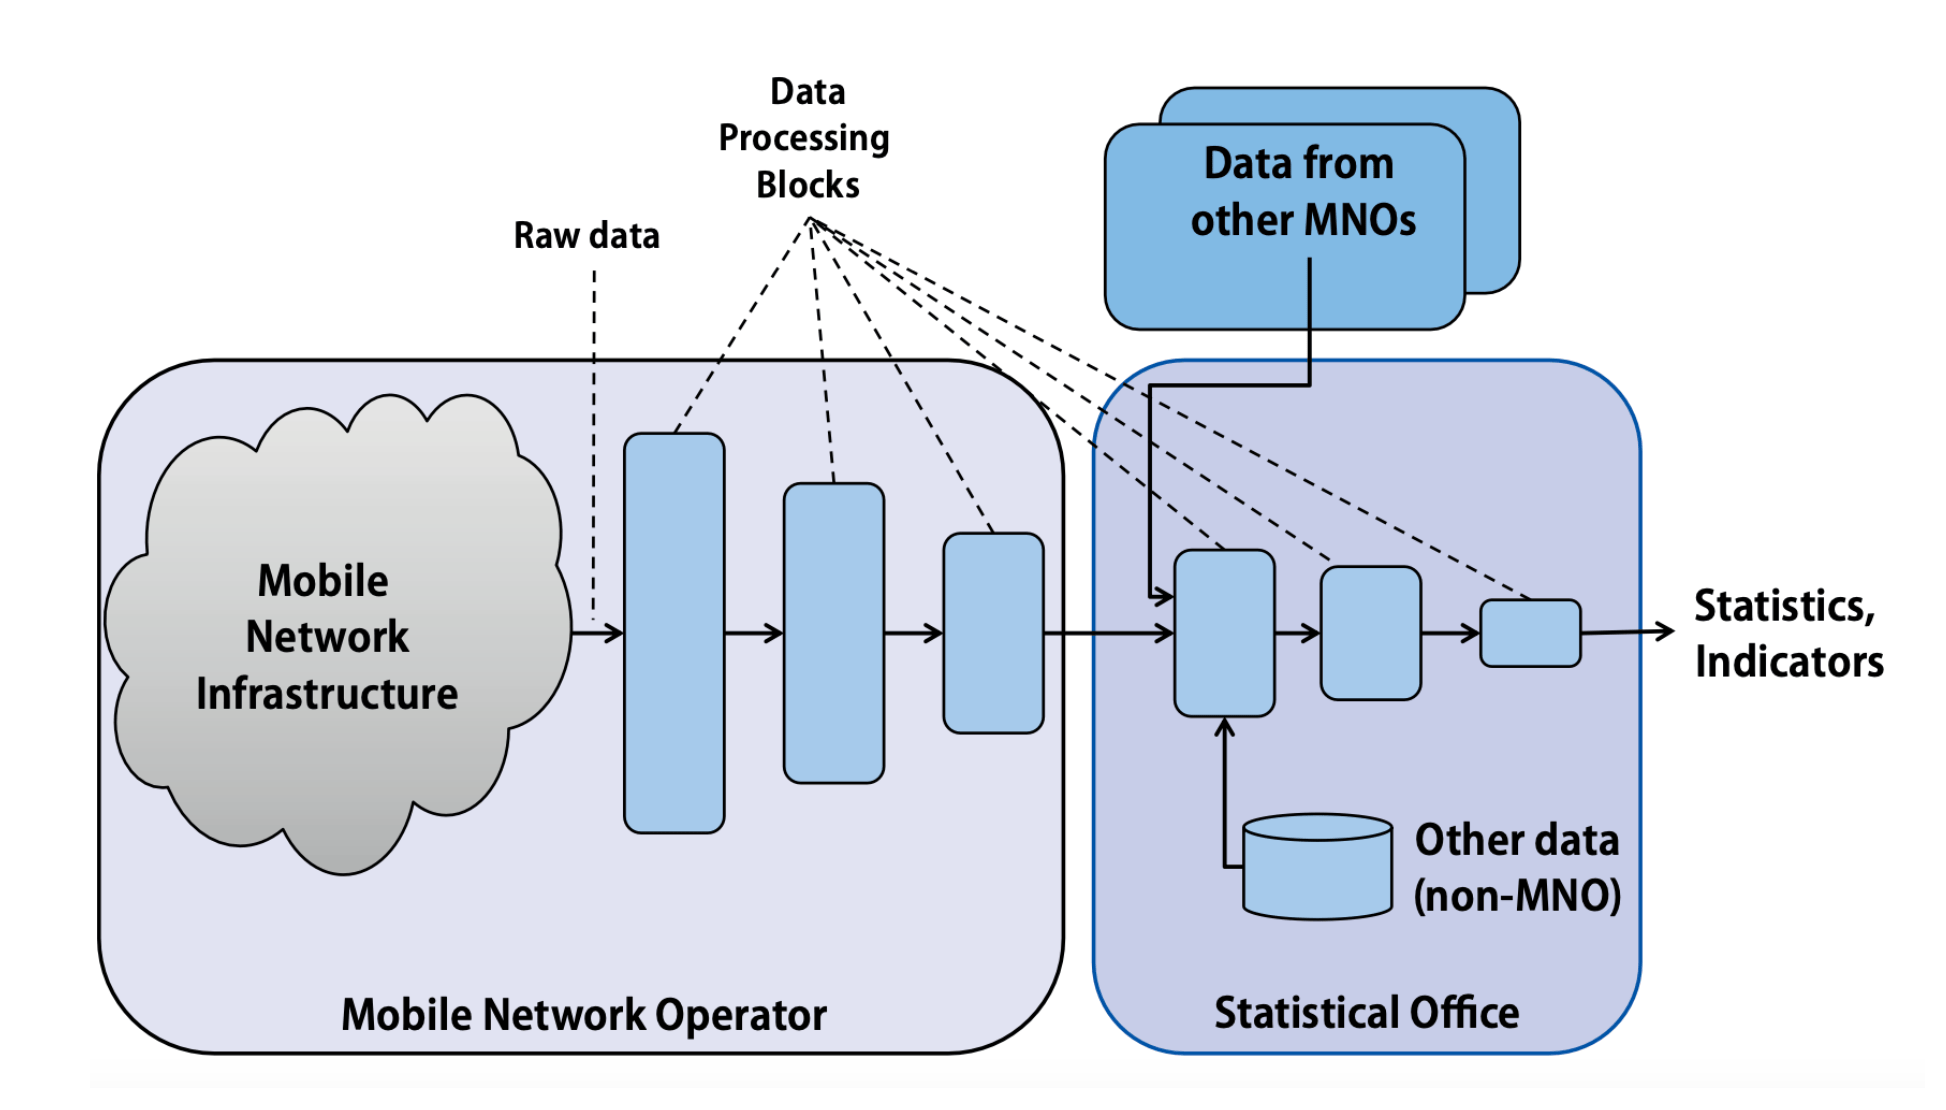 Data
Processing
Blocks
Raw data
Data from
other MNOs
Mobile
Network
Infrastructure
Statistics,
Indicators
Other data
(non-MNO)
Mobile Network Operator
Statistical Office